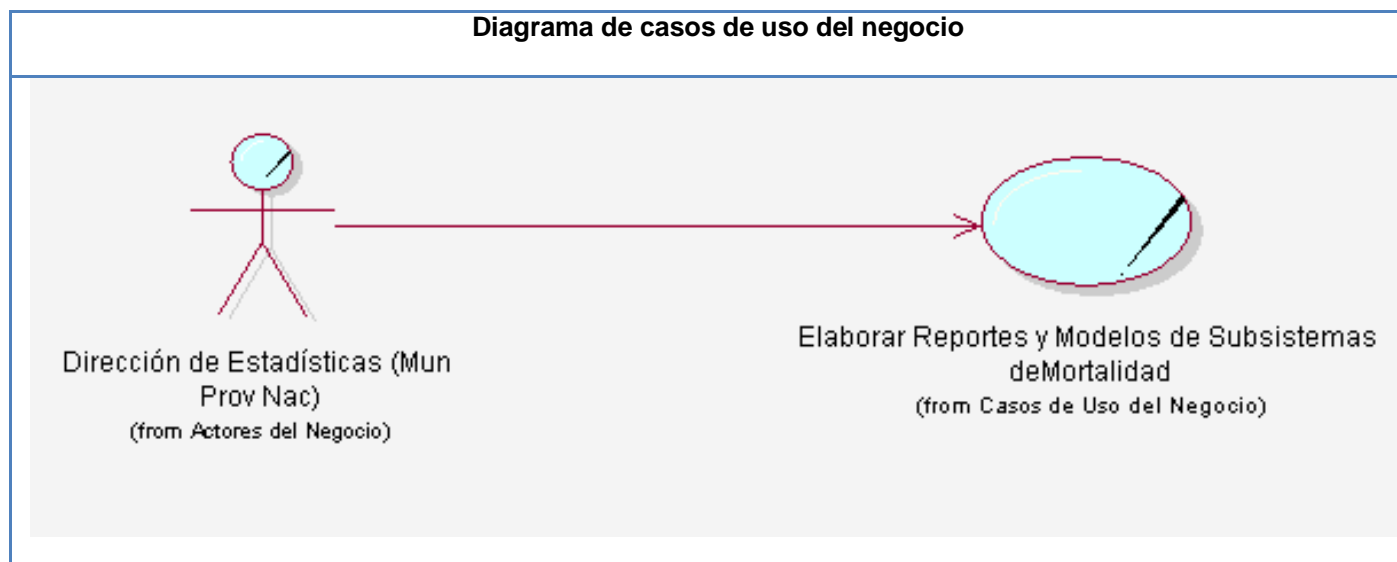 Diagrama de casos de uso del negocio
Dirección de Estadísticas (Mun
Prov Nac)
(from Actores del Negocio)
Elaborar Reportes y Modelos de Subsistemas
deMortalidad
(from Casos de Uso del Negocio)